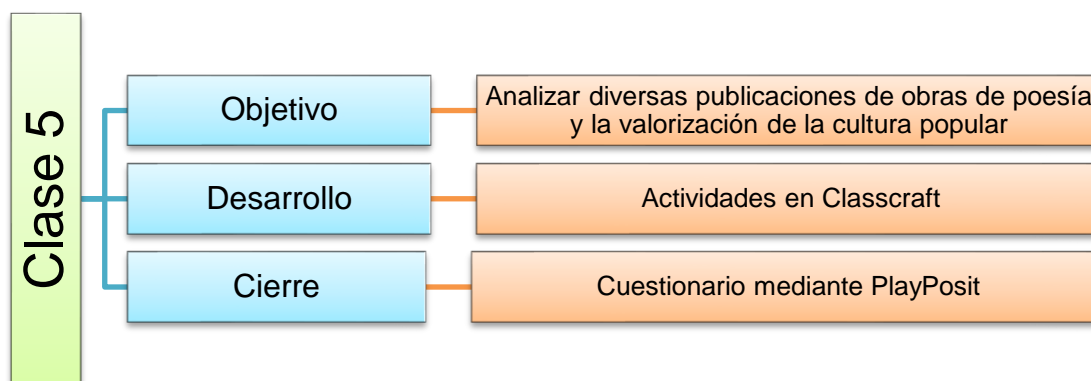 Clase 5
Objetivo
Analizar diversas publicaciones de obras de poesía
y la valorización de la cultura popular
Desarrollo
Actividades en Classcraft
Cierre
Cuestionario mediante PlayPosit